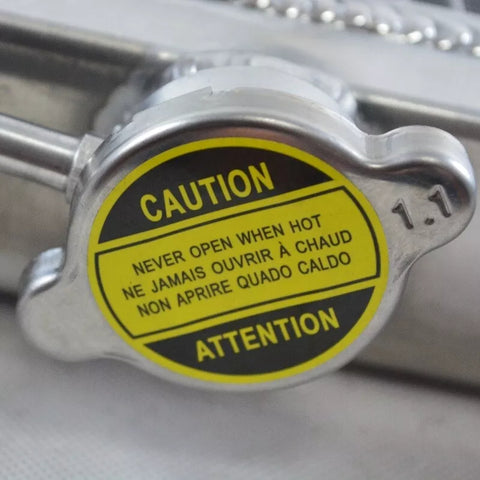 CAUTION
NEVER OPEN WHEN HOT
NE JAMAIS OUVRIR À CHAUD
NON APRIRE QUADO CALDO
ATTENTION
1.1